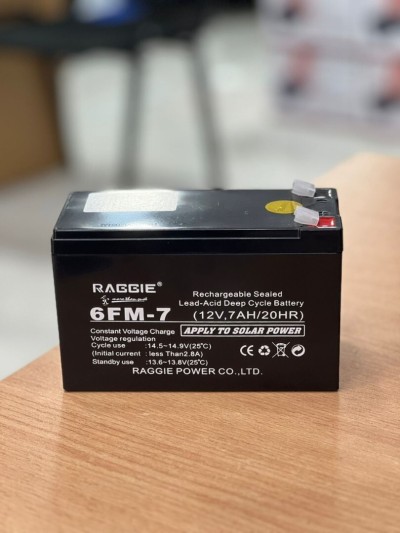 RAGGIE®
Rechargeable Sealed
Lead-Acid Deep Cycle Battery
6FM-7
(12V,7AH/20HR)
Constant Voltage Charge
APPLY TO SOLAR POWER
Voltage regulation
Cycle use :14.5~14.9V(25℃)
(Initial current : less Than2.8A)
Standby use :13.6~13.8V(25℃)
CE
RAGGIE POWER CO.,LTD.